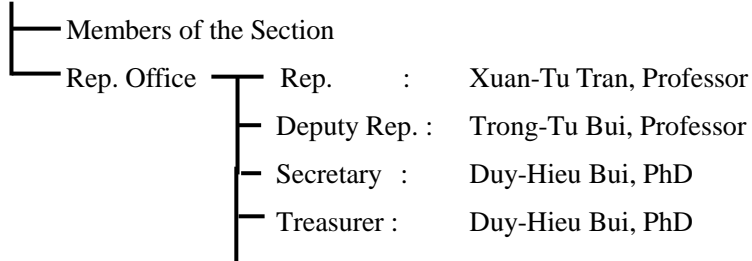 Members of the Section
Rep. Office Rep. : Xuan-Tu Tran, Professor
Deputy Rep. : Trong-Tu Bui, Professor
Secretary : Duy-Hieu Bui, PhD
Treasurer : Duy-Hieu Bui, PhD